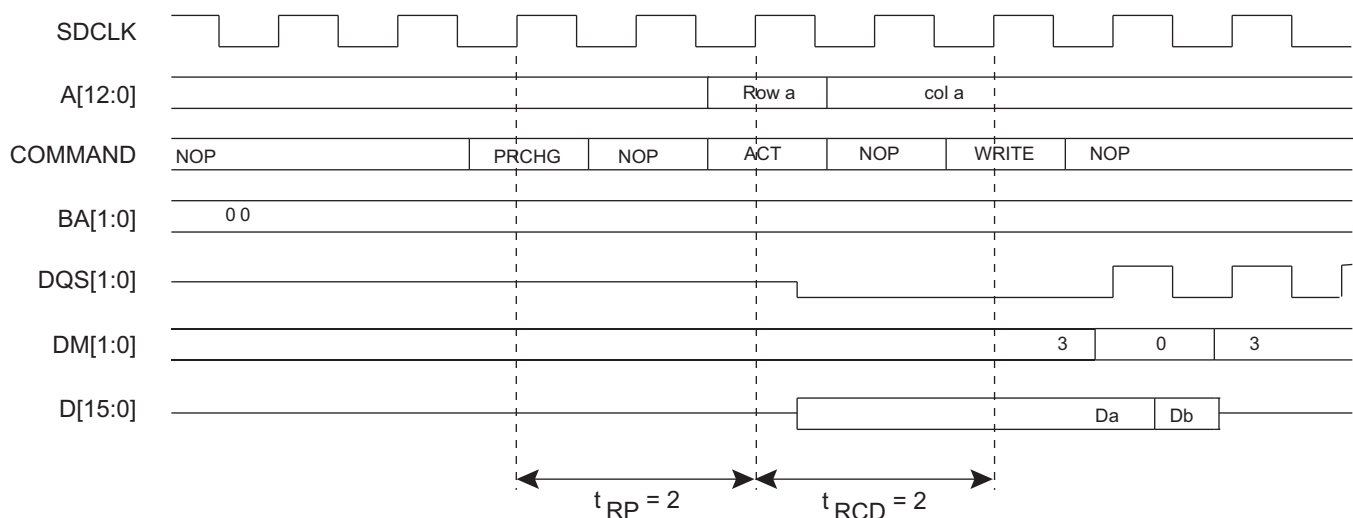 SDCLK
A[12:0] Row a col a
COMMAND NOP PRCHG NOP ACT NOP WRITE NOP
BA[1:0] 0 0
DQS[1:0]
DM[1:0] 3 0 3
D[15:0] Da Db
t RP = 2 t RCD = 2